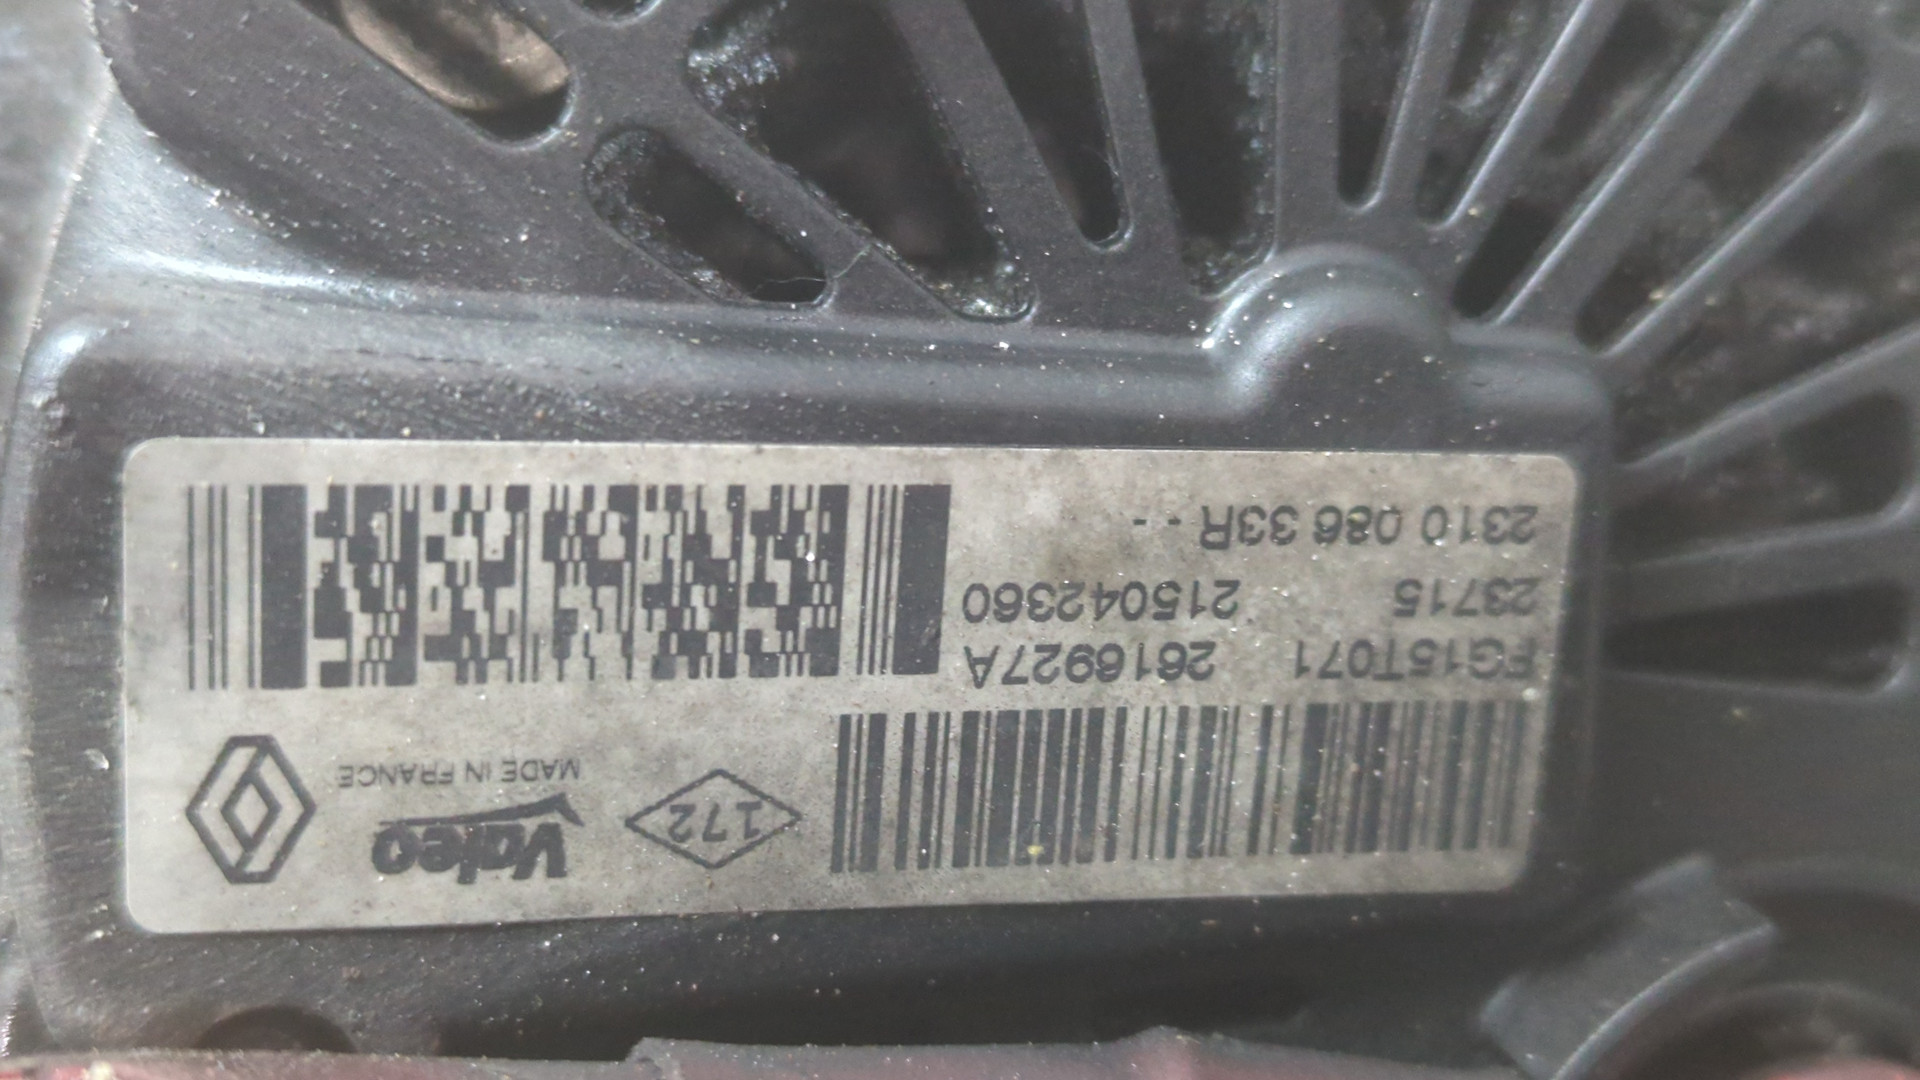 172
Valeo
MADE IN FRANCE
FG15T071 2616927A
23715 215042360
2310 086 33R - -